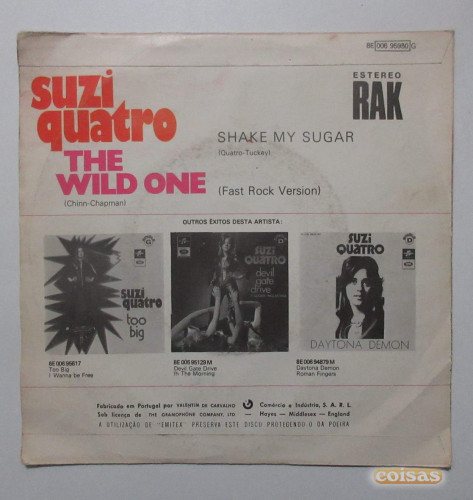 8E 006 95980 G
ESTEREO
RAK
suzi
quatro
THE
WILD ONE
(Chinn-Chapman)
SHAKE MY SUGAR
(Quatro-Tuckey)
(Fast Rock Version)
OUTROS ÊXITOS DESTA ARTISTA:
suzi
quatro
too
big
8E 006 95617
Too Big
I Wanna be Free
SUZI
QUATRO
devil
gate
drive
8E 006 95129 M
Devil Gate Drive
In The Morning
SUZI
QUATRO
DAYTONA DEMON
8E 006 94879 M
Daytona Demon
Roman Fingers
Fabricado em Portugal por VALENTIM DE CARVALHO Comércio e Indústria, S. A. R. L.
Sob licença de THE GRAMOPHONE COMPANY, LTD — Hayes — Middlesex — England
A UTILIZAÇÃO DE "EMITEX" PRESERVA ESTE DISCO PROTEGENDO-O DA POEIRA
coisas